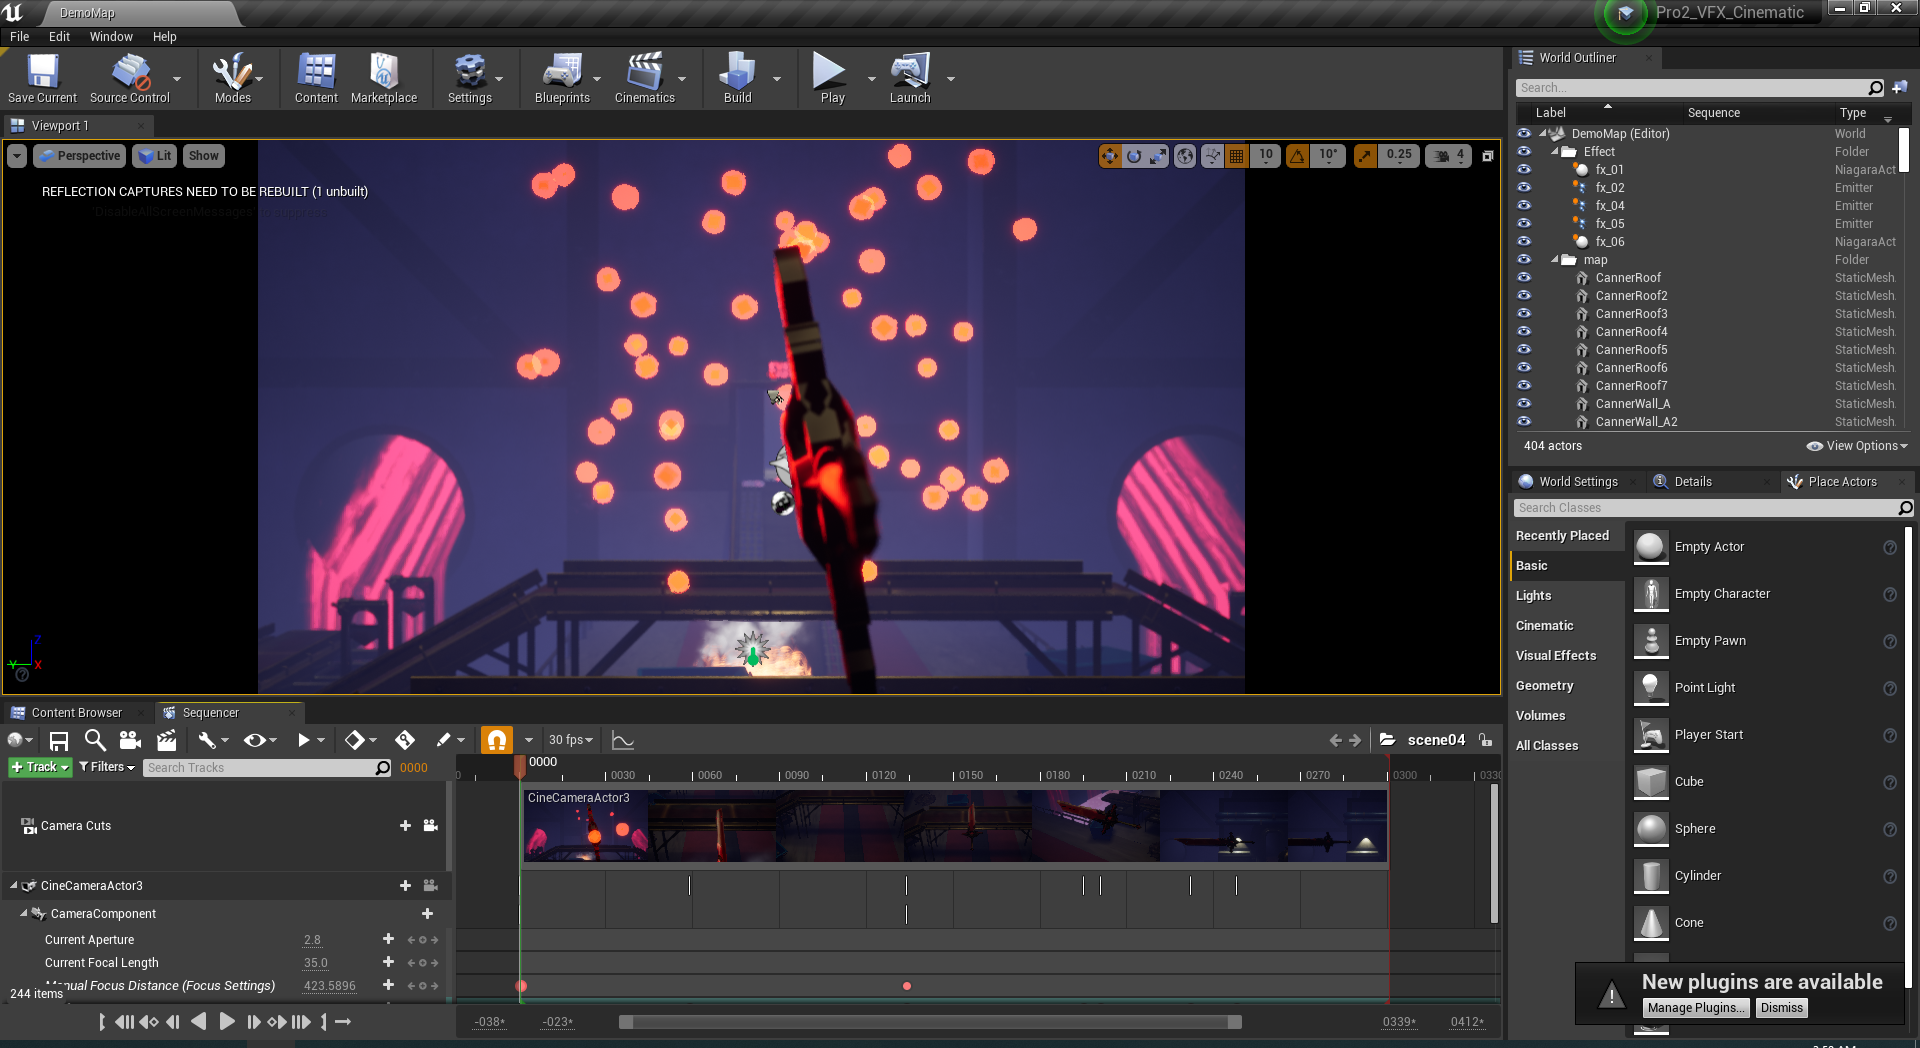 DemoMap
Pro2_VFX_Cinematic
File Edit Window Help
Save Current Source Control Modes Content Marketplace Settings Blueprints Cinematics Build Play Launch
Viewport 1
Perspective Lit Show
10 10° 0.25 4
REFLECTION CAPTURES NEED TO BE REBUILT (1 unbuilt)
World Outliner
Search...
Label Sequence Type
DemoMap (Editor) World
Effect Folder
fx_01 NiagaraAct
fx_02 Emitter
fx_04 Emitter
fx_05 Emitter
fx_06 NiagaraAct
map Folder
CannerRoof StaticMesh
CannerRoof2 StaticMesh
CannerRoof3 StaticMesh
CannerRoof4 StaticMesh
CannerRoof5 StaticMesh
CannerRoof6 StaticMesh
CannerRoof7 StaticMesh
CannerWall_A StaticMesh
CannerWall_A2 StaticMesh
404 actors View Options
World Settings Details Place Actors
Search Classes
Recently Placed
Basic
Lights
Cinematic
Visual Effects
Geometry
Volumes
All Classes
Empty Actor
Empty Character
Empty Pawn
Point Light
Player Start
Cube
Sphere
Cylinder
Cone
New plugins are available
Manage Plugins... Dismiss
Z
Y X
Content Browser Sequencer
30 fps scene04
+ Track Filters Search Tracks 0000
0000
0030 0060 0090 0120 0150 0180 0210 0240 0270 0300
CineCameraActor3
Camera Cuts
CineCameraActor3
CameraComponent
Current Aperture 2.8
Current Focal Length 35.0
Manual Focus Distance (Focus Settings) 423.5896
244 items
-038* -023* 0339* 0412*